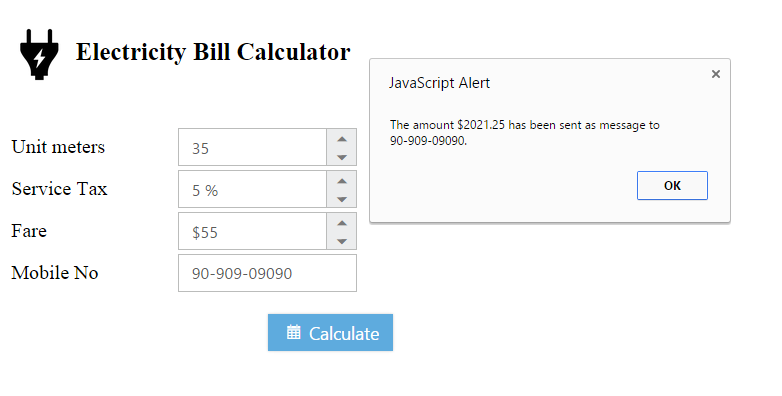 Electricity Bill Calculator
JavaScript Alert
The amount $2021.25 has been sent as message to
90-909-09090.
OK
Unit meters 35
Service Tax 5 %
Fare $55
Mobile No 90-909-09090
Calculate